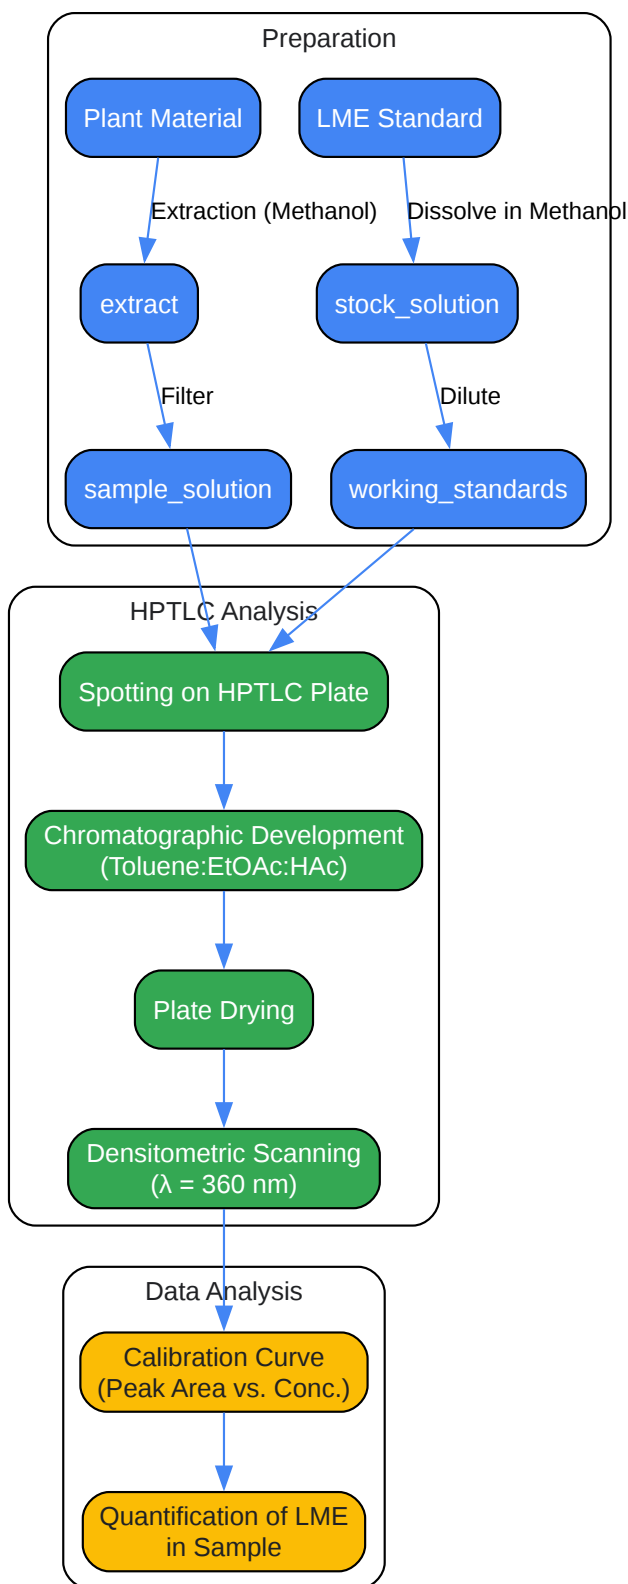 Preparation
Plant Material
LME Standard
Extraction (Methanol)
Dissolve in Methanol
extract
stock_solution
Filter
Dilute
sample_solution
working_standards
HPTLC Analysis
Spotting on HPTLC Plate
Chromatographic Development
(Toluene:EtOAc:HAc)
Plate Drying
Densitometric Scanning
(λ = 360 nm)
Data Analysis
Calibration Curve
(Peak Area vs. Conc.)
Quantification of LME
in Sample